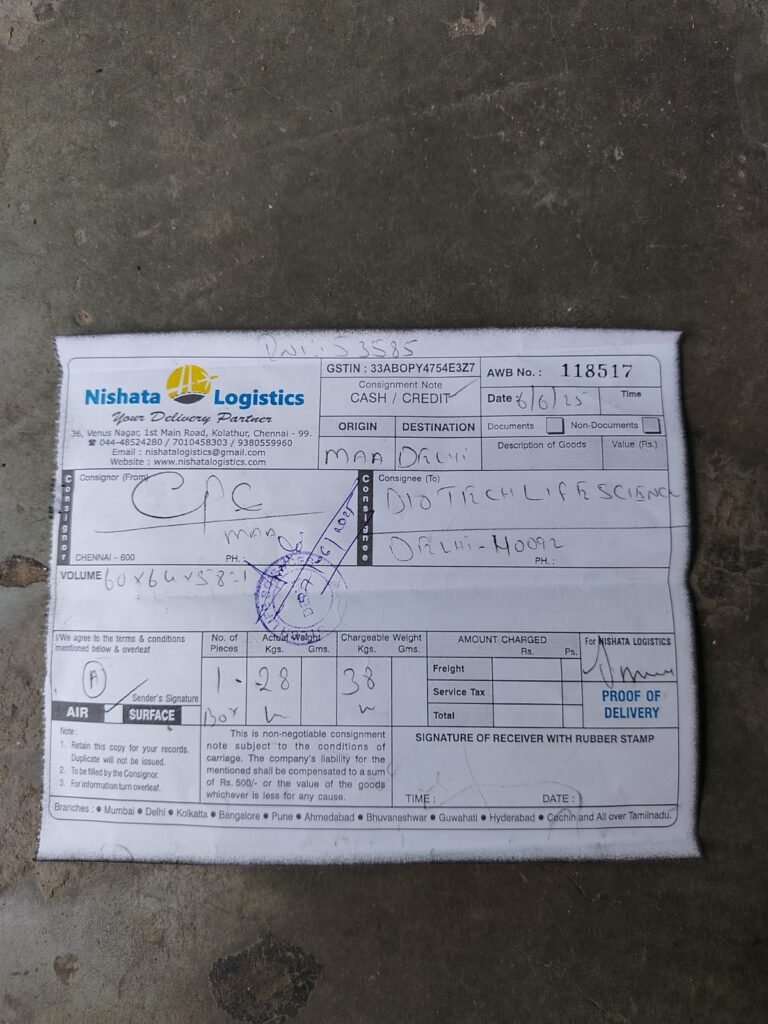 53585
Nishata Logistics
Your Delivery Partner
36, Venus Nagar, 1st Main Road, Kolathur, Chennai - 99.
☎ 044-48524280 / 7010458303 / 9380559960
Email : nishatalogistics@gmail.com
Website : www.nishatalogistics.com
GSTIN : 33ABOPY4754E3Z7
Consignment Note
CASH / CREDIT ✓
AWB No. : 118517
Date : 6/6/25
Time
ORIGIN DESTINATION
MAA DELHI
Documents Non-Documents
Description of Goods Value (Rs.)
Consignor
Consignor (From)
CPC
MAA
CHENNAI - 600 PH. :
Consignee
Consignee (To)
BIOTECH LIFE SCIENCE
DELHI - 110092
PH. :
06/2025
VOLUME 60x64x58=1
I/We agree to the terms & conditions
mentioned below & overleaf
A
Sender's Signature
AIR ✓ SURFACE
No. of Pieces
Actual Weight
Kgs. Gms.
Chargeable Weight
Kgs. Gms.
1 - 28 38
Box
AMOUNT CHARGED
Rs. Ps.
Freight
Service Tax
Total
For NISHATA LOGISTICS
PROOF OF
DELIVERY
Note :
1. Retain this copy for your records.
Duplicate will not be issued.
2. To be filled by the Consignor.
3. For information turn overleaf.
This is non-negotiable consignment
note subject to the conditions of
carriage. The company's liability for
the mentioned shall be compensated to a sum
of Rs. 500/- or the value of the goods
whichever is less for any cause.
SIGNATURE OF RECEIVER WITH RUBBER STAMP
TIME : DATE :
Branches : ● Mumbai ● Delhi ● Kolkatta ● Bangalore ● Pune ● Ahmedabad ● Bhuvaneshwar ● Guwahati ● Hyderabad ● Cochin and All over Tamilnadu.